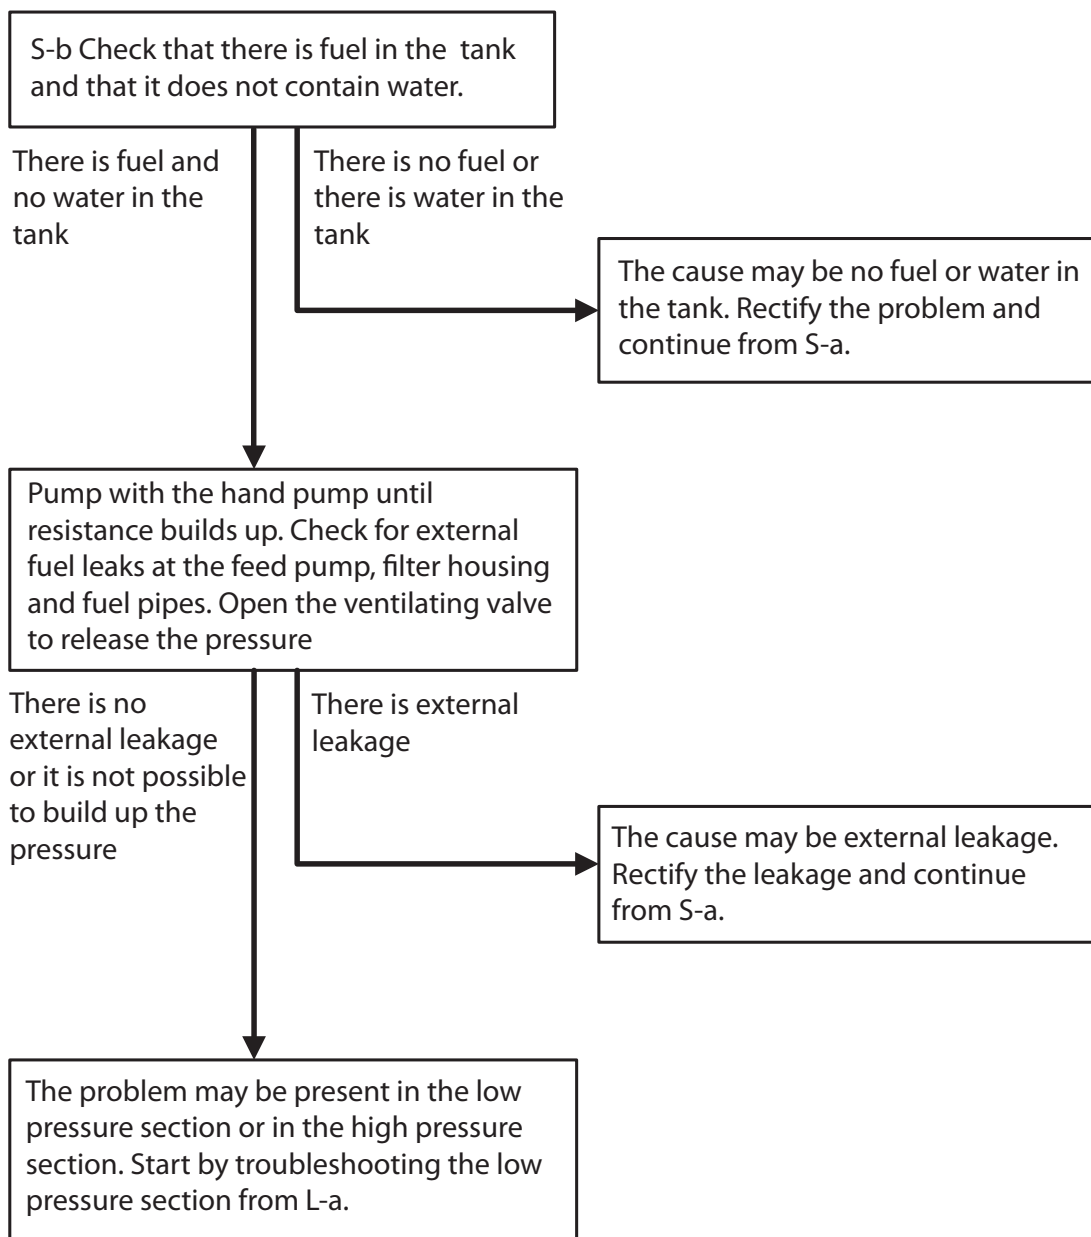 S-b Check that there is fuel in the  tank
and that it does not contain water.
There is fuel and
no water in the
tank
There is no fuel or
there is water in the
tank
The cause may be no fuel or water in
the tank. Rectify the problem and
continue from S-a.
Pump with the hand pump until
resistance builds up. Check for external
fuel leaks at the feed pump, filter housing
and fuel pipes. Open the ventilating valve
to release the pressure
There is no
external leakage
or it is not possible
to build up the
pressure
There is external
leakage
The cause may be external leakage.
Rectify the leakage and continue
from S-a.
The problem may be present in the low
pressure section or in the high pressure
section. Start by troubleshooting the low
pressure section from L-a.